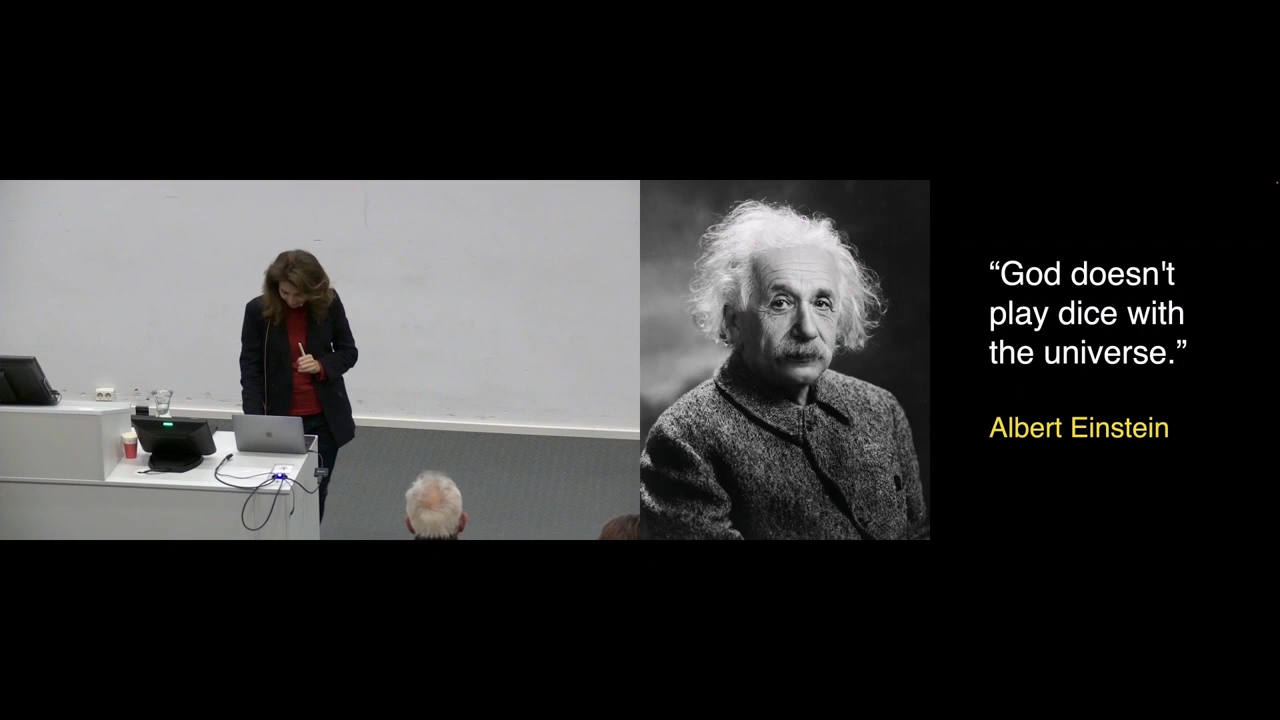 “God doesn't
play dice with
the universe.”
Albert Einstein